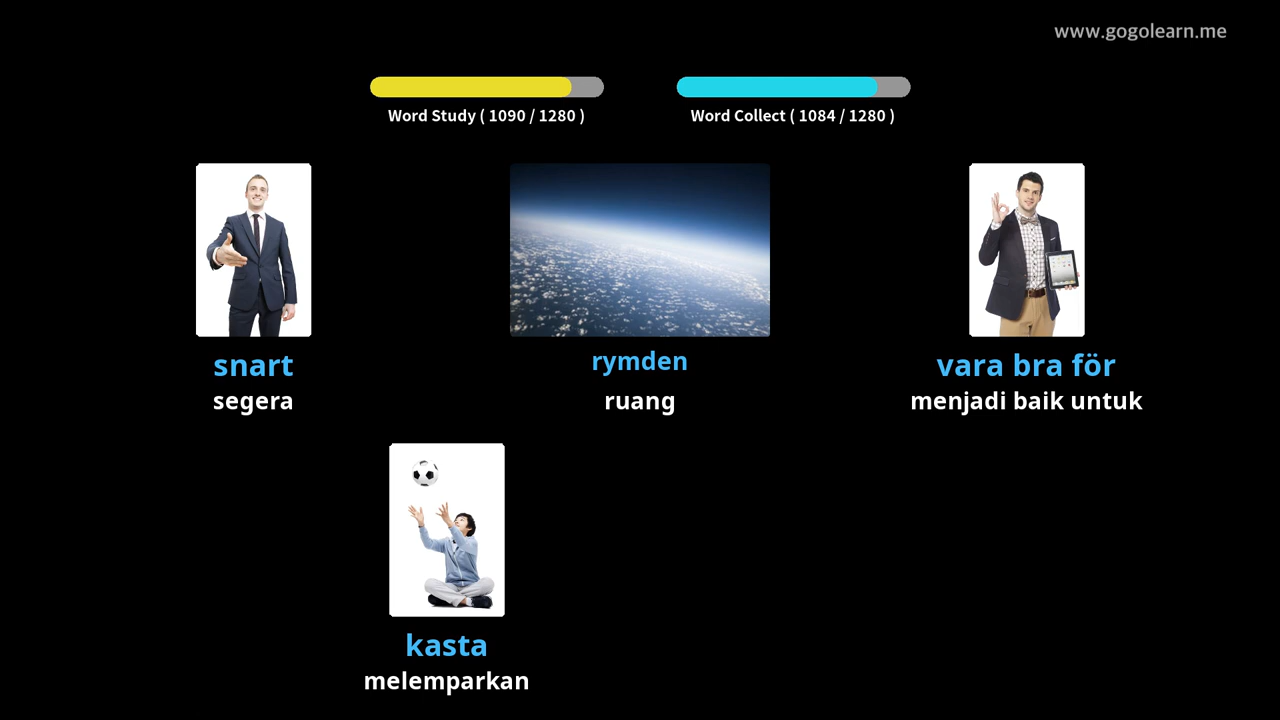 www.gogolearn.me
Word Study ( 1090 / 1280 )
Word Collect ( 1084 / 1280 )
snart
segera
rymden
ruang
vara bra för
menjadi baik untuk
kasta
melemparkan